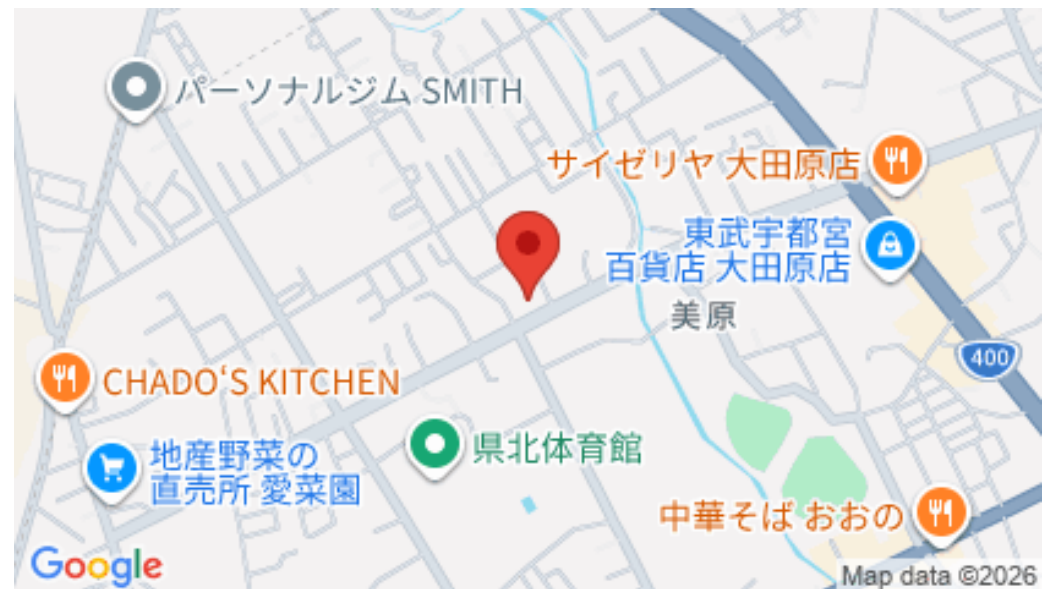 パーソナルジム SMITH
サイゼリヤ 大田原店
東武宇都宮
百貨店 大田原店
美原
400
CHADO‘S KITCHEN
県北体育館
地産野菜の
直売所 愛菜園
中華そば おおの
Google
Map data ©2026